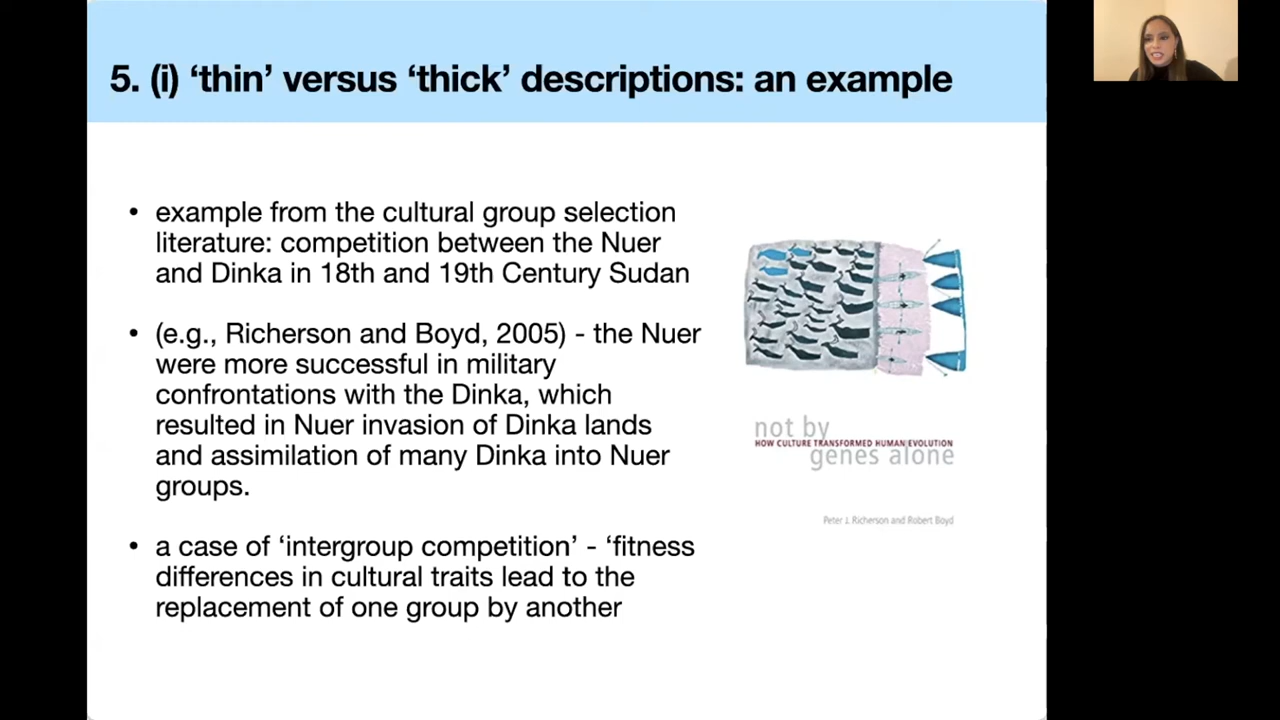 5. (i) ‘thin’ versus ‘thick’ descriptions: an example
• example from the cultural group selection
literature: competition between the Nuer
and Dinka in 18th and 19th Century Sudan
• (e.g., Richerson and Boyd, 2005) - the Nuer
were more successful in military
confrontations with the Dinka, which
resulted in Nuer invasion of Dinka lands
and assimilation of many Dinka into Nuer
groups.
• a case of ‘intergroup competition’ - ‘fitness
differences in cultural traits lead to the
replacement of one group by another
not by
HOW CULTURE TRANSFORMED HUMAN EVOLUTION
genes alone
Peter J. Richerson and Robert Boyd